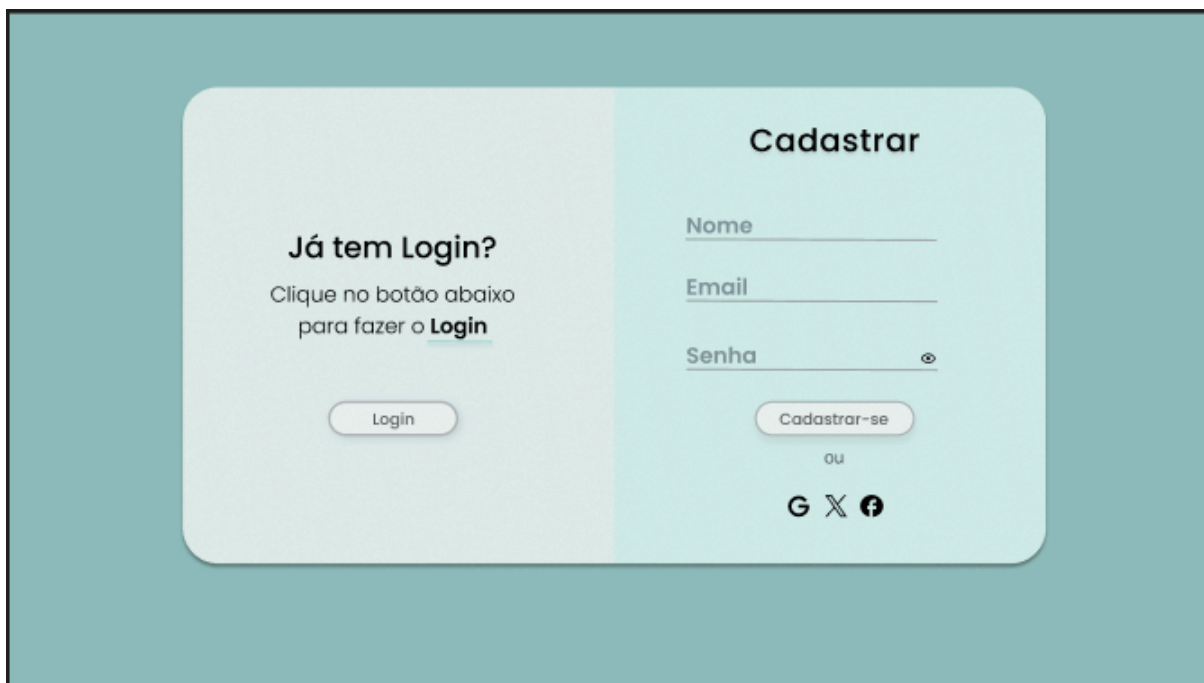 Já tem Login?
Clique no botão abaixo
para fazer o Login
Login
Cadastrar
Nome
Email
Senha
Cadastrar-se
ou